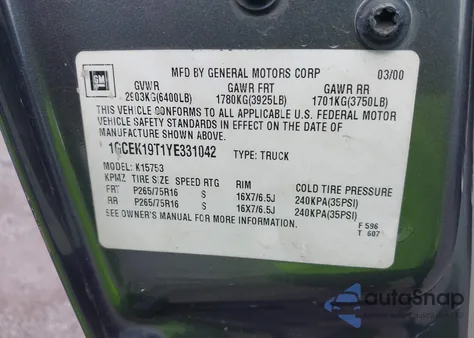 MFD BY GENERAL MOTORS CORP 03/00
GM
GVWR GAWR FRT GAWR RR
2903KG(6400LB) 1780KG(3925LB) 1701KG(3750LB)
THIS VEHICLE CONFORMS TO ALL APPLICABLE U.S. FEDERAL MOTOR
VEHICLE SAFETY STANDARDS IN EFFECT ON THE DATE OF
MANUFACTURE SHOWN ABOVE.
1GCEK19T1YE331042 TYPE: TRUCK
MODEL: K15753
KPMZ TIRE SIZE SPEED RTG RIM COLD TIRE PRESSURE
FRT P265/75R16 S 16X7/6.5J 240KPA(35PSI)
RR P265/75R16 S 16X7/6.5J 240KPA(35PSI)
SEE OWNER'S MANUAL FOR MORE INFORMATION.
F 596
T 607
autoSnap